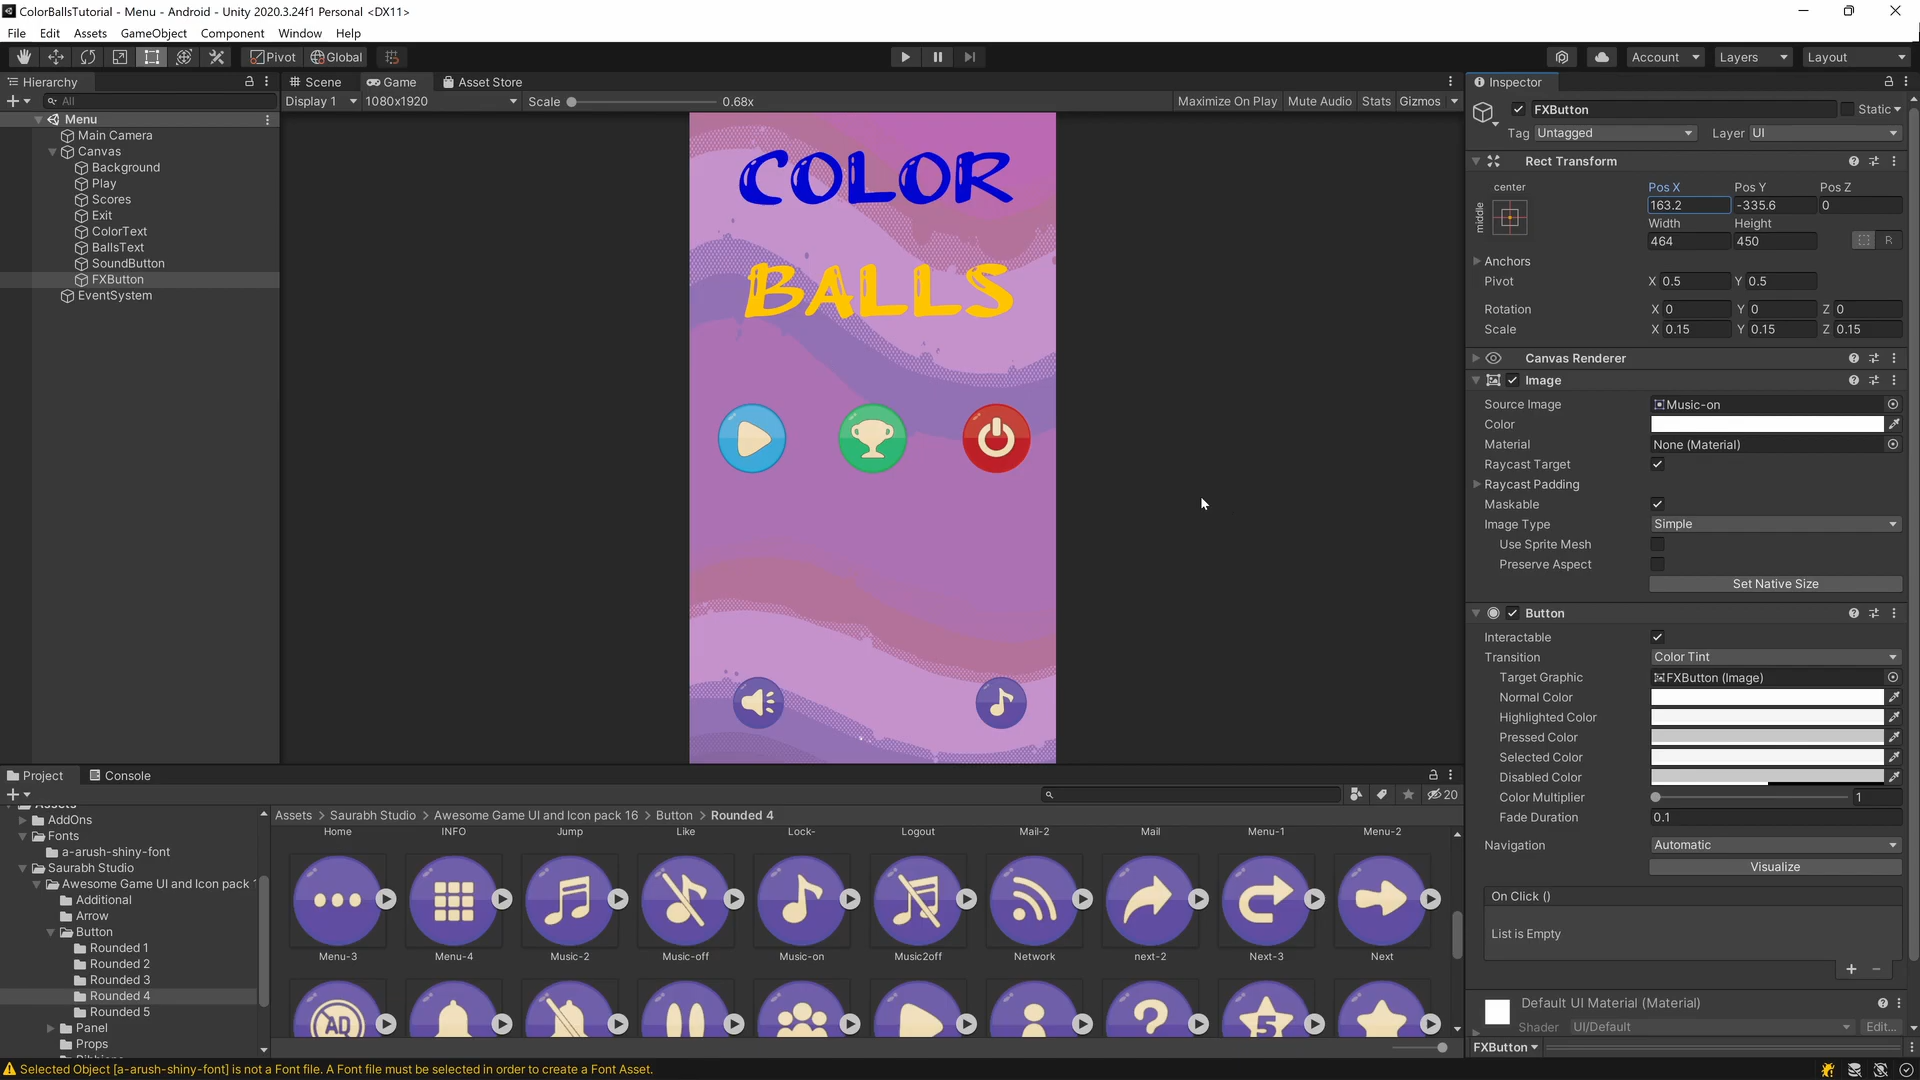 ColorBallsTutorial - Menu - Android - Unity 2020.3.24f1 Personal <DX11>
File Edit Assets GameObject Component Window Help
Pivot Global Account Layers Layout
Hierarchy
All
Menu
Main Camera
Canvas
Background
Play
Scores
Exit
ColorText
BallsText
SoundButton
FXButton
EventSystem
Scene Game Asset Store
Display 1 1080x1920 Scale 0.68x Maximize On Play Mute Audio Stats Gizmos
COLOR
BALLS
Inspector
FXButton Static
Tag Untagged Layer UI
Rect Transform
center Pos X Pos Y Pos Z
middle 163.2 -335.6 0
Width Height
464 450 R
Anchors
Pivot X 0.5 Y 0.5
Rotation X 0 Y 0 Z 0
Scale X 0.15 Y 0.15 Z 0.15
Canvas Renderer
Image
Source Image Music-on
Color
Material None (Material)
Raycast Target
Raycast Padding
Maskable
Image Type Simple
Use Sprite Mesh
Preserve Aspect
Set Native Size
Button
Interactable
Transition Color Tint
Target Graphic FXButton (Image)
Normal Color
Highlighted Color
Pressed Color
Selected Color
Disabled Color
Color Multiplier 1
Fade Duration 0.1
Navigation Automatic
Visualize
On Click ()
List is Empty
Default UI Material (Material)
Shader UI/Default Edit...
FXButton
Project Console
20
Assets
AddOns
Fonts
a-arush-shiny-font
Saurabh Studio
Awesome Game UI and Icon pack
Additional
Arrow
Button
Rounded 1
Rounded 2
Rounded 3
Rounded 4
Rounded 5
Panel
Props
Assets > Saurabh Studio > Awesome Game UI and Icon pack 16 > Button > Rounded 4
Home INFO Jump Like Lock- Logout Mail-2 Mail Menu-1 Menu-2
Menu-3 Menu-4 Music-2 Music-off Music-on Music2off Network next-2 Next-3 Next
AD ? 5
Selected Object [a-arush-shiny-font] is not a Font file. A Font file must be selected in order to create a Font Asset.